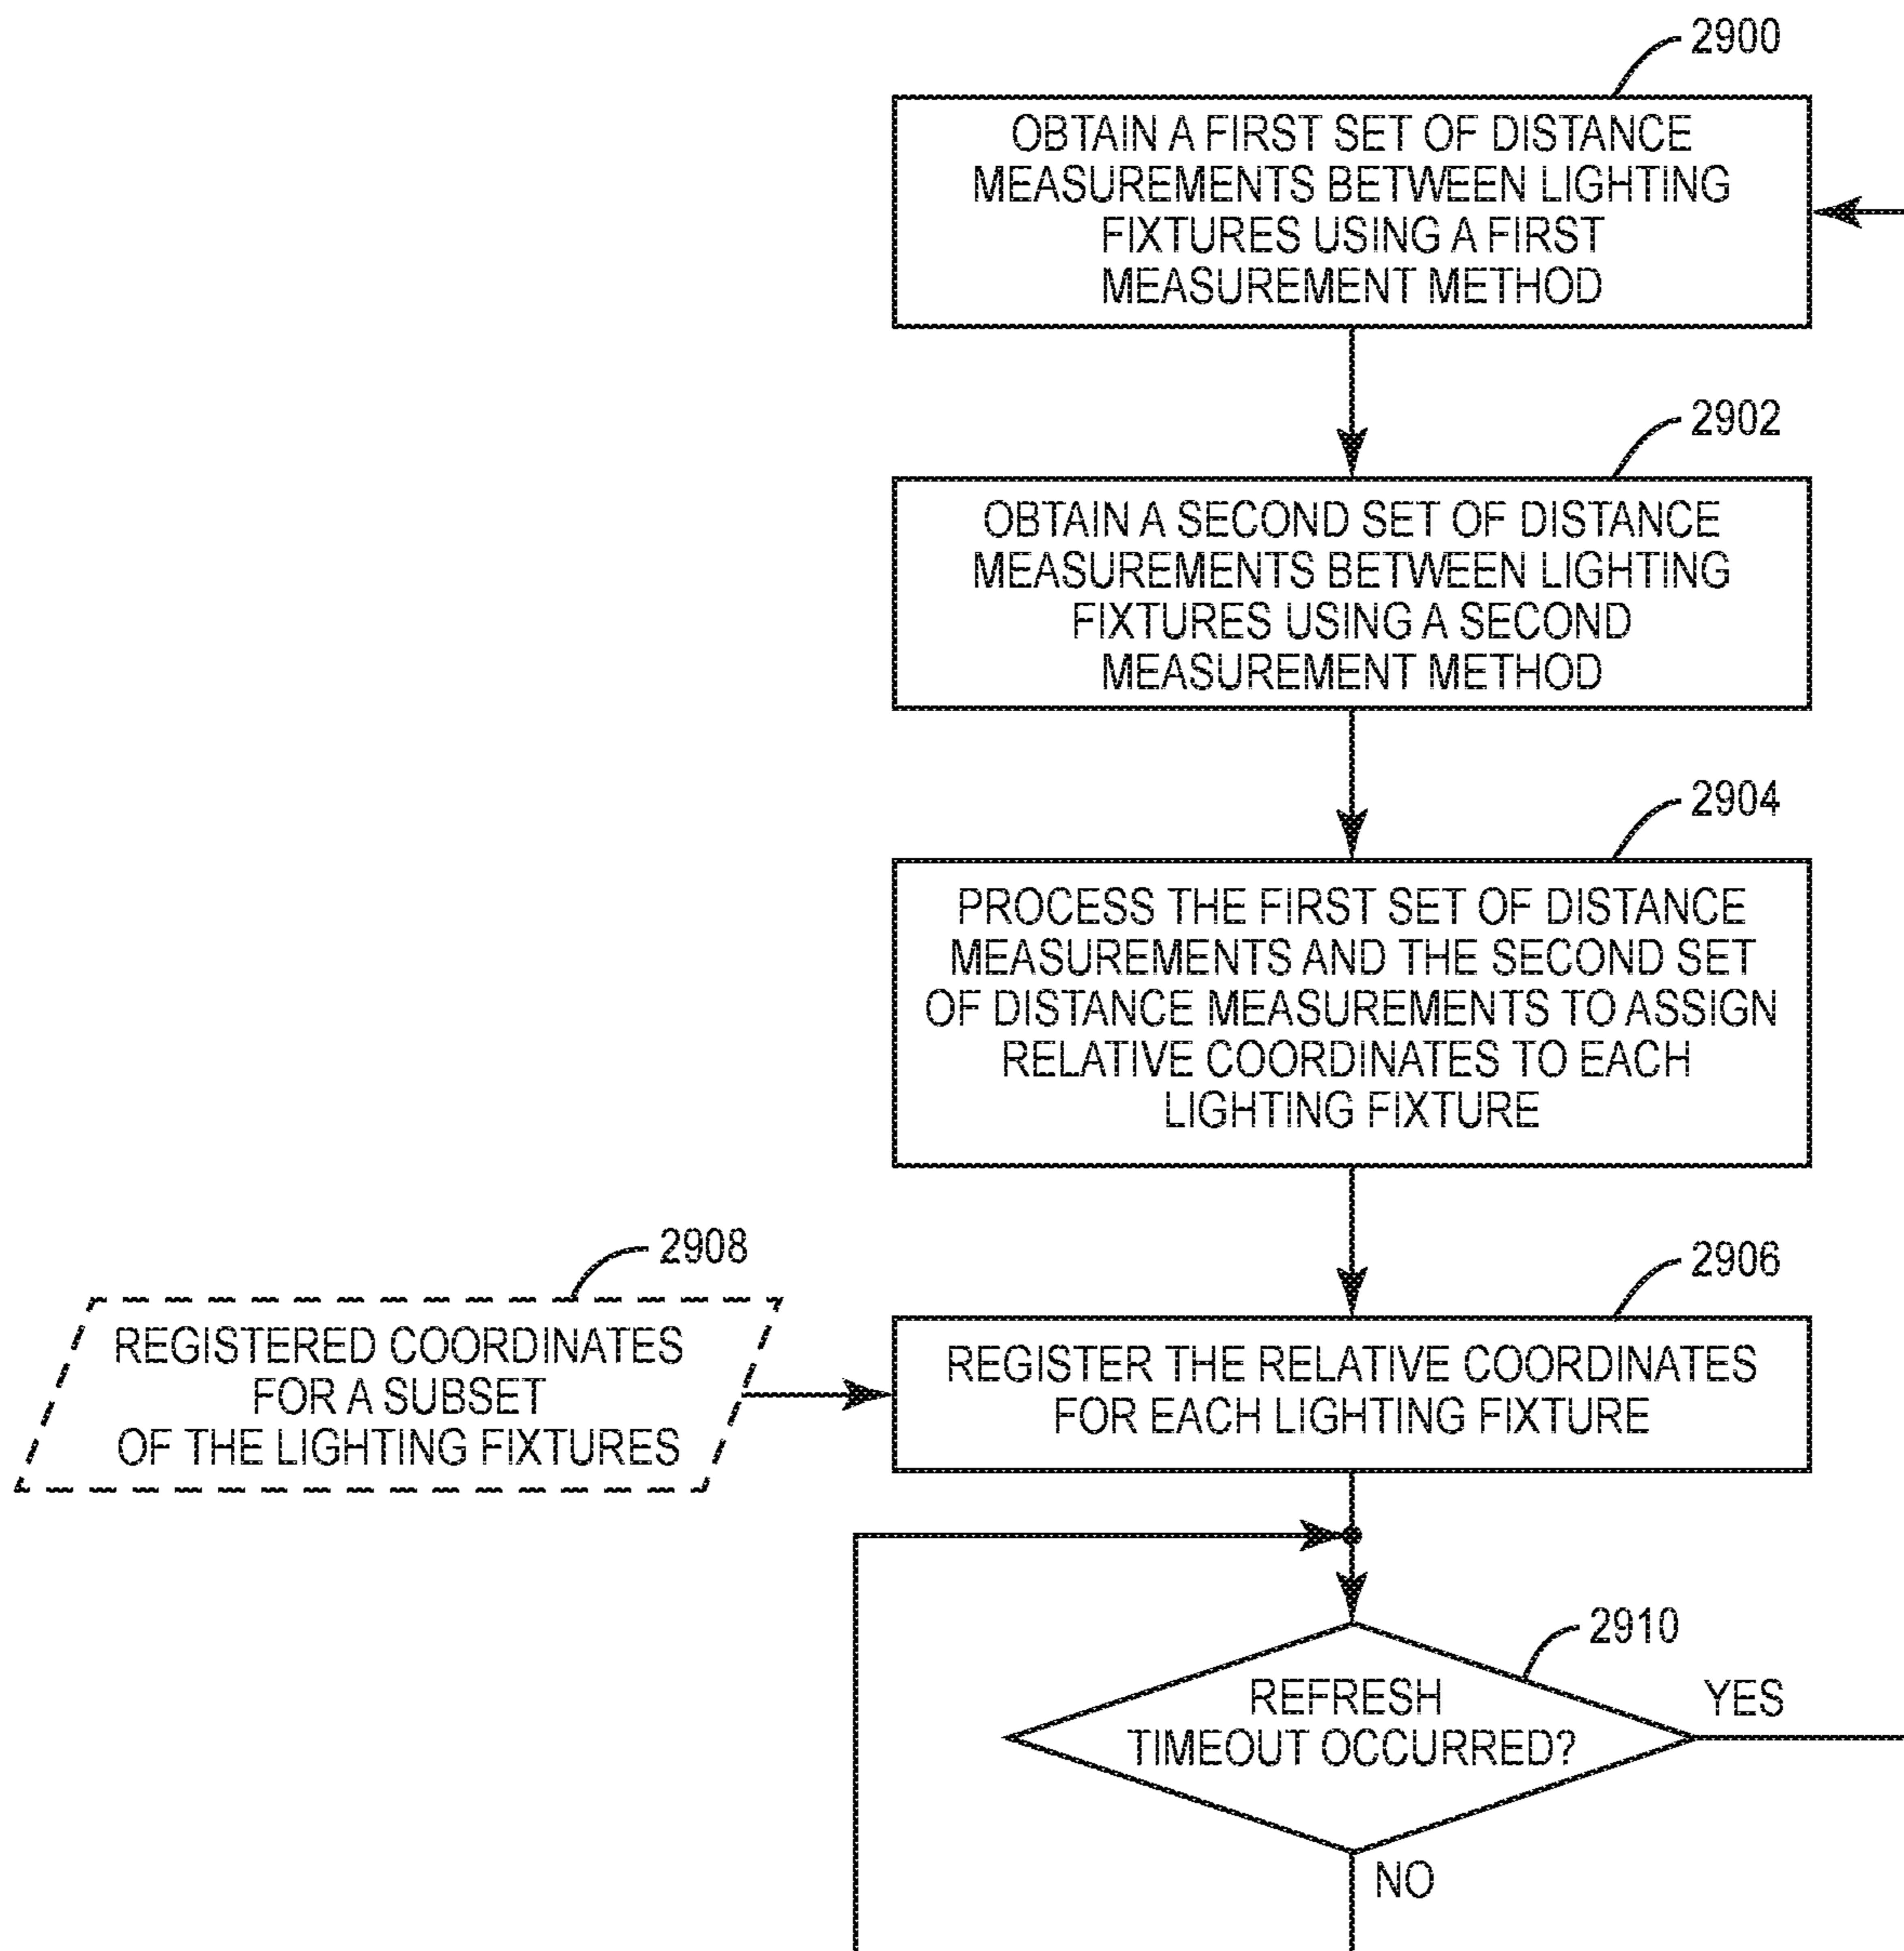 2900
OBTAIN A FIRST SET OF DISTANCE
MEASUREMENTS BETWEEN LIGHTING
FIXTURES USING A FIRST
MEASUREMENT METHOD
2902
OBTAIN A SECOND SET OF DISTANCE
MEASUREMENTS BETWEEN LIGHTING
FIXTURES USING A SECOND
MEASUREMENT METHOD
2904
PROCESS THE FIRST SET OF DISTANCE
MEASUREMENTS AND THE SECOND SET
OF DISTANCE MEASUREMENTS TO ASSIGN
RELATIVE COORDINATES TO EACH
LIGHTING FIXTURE
2908
REGISTERED COORDINATES
FOR A SUBSET
OF THE LIGHTING FIXTURES
2906
REGISTER THE RELATIVE COORDINATES
FOR EACH LIGHTING FIXTURE
2910
REFRESH
TIMEOUT OCCURRED?
YES
NO